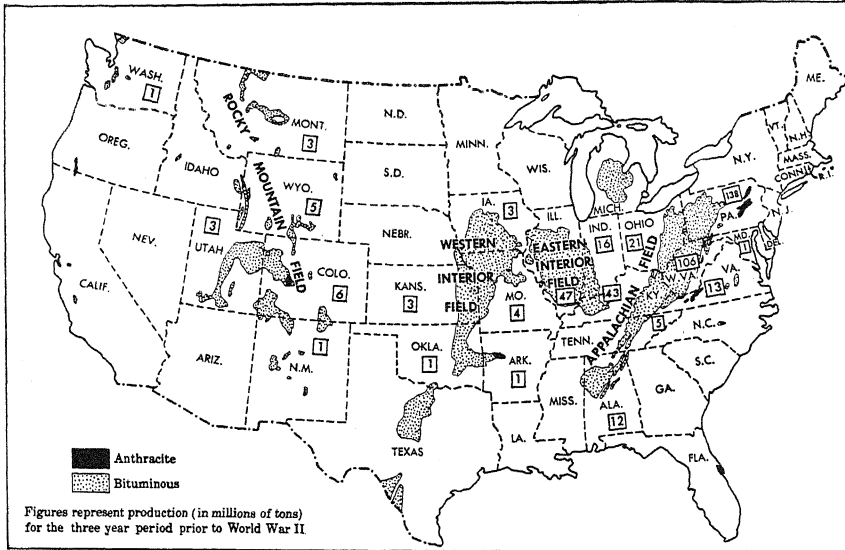 WASH.
1
OREG.
CALIF.
NEV.
IDAHO
ROCKY
MOUNTAIN
FIELD
MONT.
3
WYO.
5
3
UTAH
COLO.
6
ARIZ.
1
N.M.
N.D.
S.D.
NEBR.
KANS.
3
OKLA.
1
TEXAS
MINN.
IA.
3
WESTERN
INTERIOR
FIELD
MO.
4
ARK.
1
LA.
WIS.
ILL.
EASTERN
INTERIOR
FIELD
47
MICH.
IND.
16
OHIO
21
43
KY.
TENN.
5
MISS.
ALA.
12
APPALACHIAN
FIELD
W. VA.
106
VA.
13
N.C.
S.C.
GA.
FLA.
PA.
138
MD.
1
DEL.
N.J.
N.Y.
CONN.
R.I.
MASS.
VT.
N.H.
ME.
Anthracite
Bituminous
Figures represent production (in millions of tons)
for the three year period prior to World War II